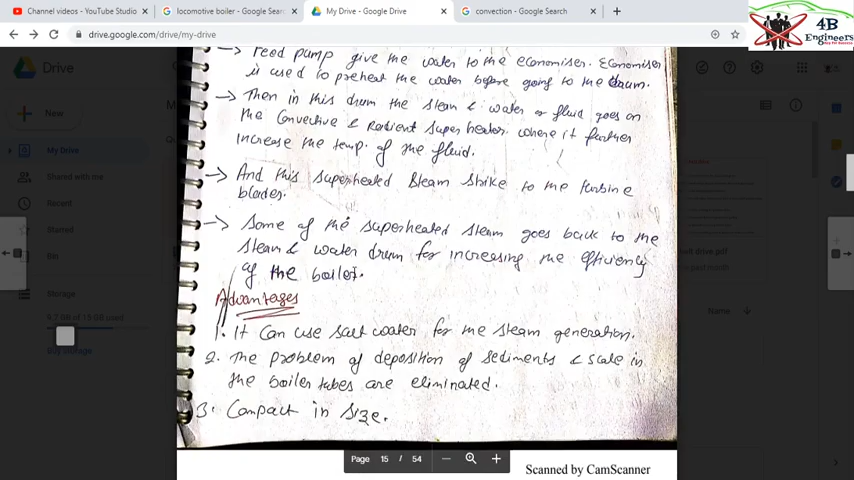 Channel videos - YouTube Studio
locomotive boiler - Google Sear
My Drive - Google Drive
convection - Google Search
drive.google.com/drive/my-drive
4B
Engineers
Drive
New
My Drive
Shared with me
Recent
Starred
Bin
Storage
Buy storage
Name
→ Feed pump give the water to the economiser. Economiser
is used to preheat the water before going to the drum.
→ Then in this drum the steam & water or fluid goes on
the Convective & Radient Super heater. where it further
increase the temp. of the fluid.
→ And this superheated steam strike to the turbine
blades.
→ Some of the superheated steam goes back to the
steam & water drum for increasing the efficiency
of the boiler.
Advantages
1. It Can use salt water for the steam generation.
2. The problem of deposition of sediments & scale in
the boiler tubes are eliminated.
3. Compact in size.
Page 15 / 54
Scanned by CamScanner